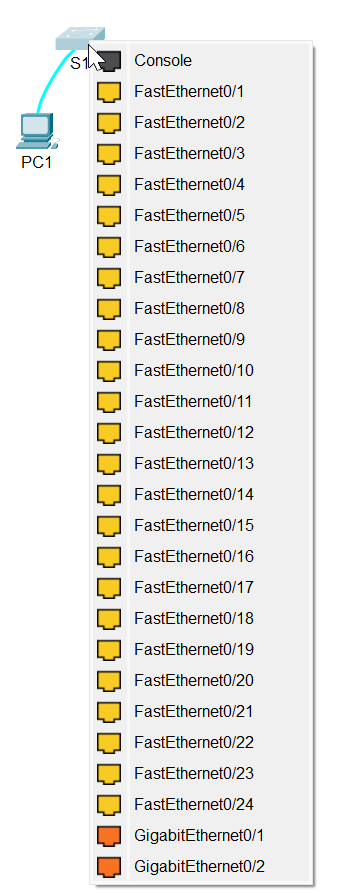 S1
PC1
Console
FastEthernet0/1
FastEthernet0/2
FastEthernet0/3
FastEthernet0/4
FastEthernet0/5
FastEthernet0/6
FastEthernet0/7
FastEthernet0/8
FastEthernet0/9
FastEthernet0/10
FastEthernet0/11
FastEthernet0/12
FastEthernet0/13
FastEthernet0/14
FastEthernet0/15
FastEthernet0/16
FastEthernet0/17
FastEthernet0/18
FastEthernet0/19
FastEthernet0/20
FastEthernet0/21
FastEthernet0/22
FastEthernet0/23
FastEthernet0/24
GigabitEthernet0/1
GigabitEthernet0/2